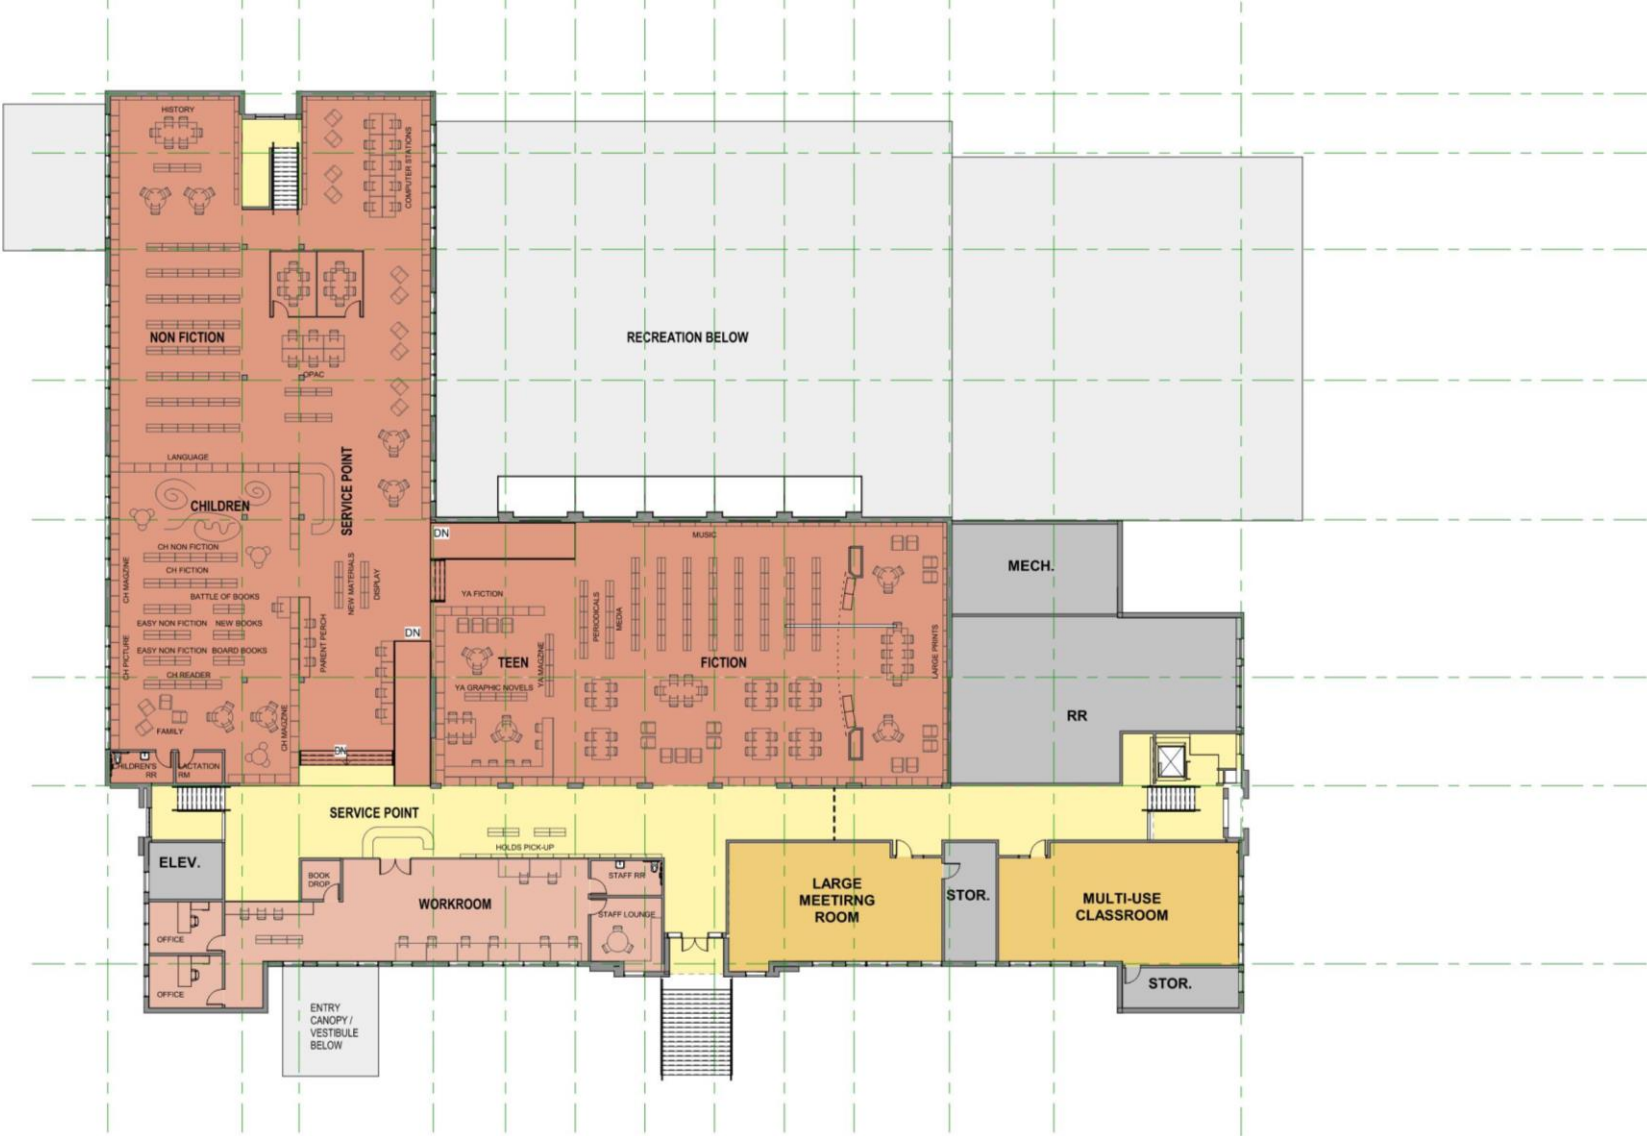 HISTORY
COMPUTER STATIONS
NON FICTION
RECREATION BELOW
OPAC
LANGUAGE
SERVICE POINT
CHILDREN
DN
MUSIC
CH NON FICTION
CH FICTION
CH MAGZINE
BATTLE OF BOOKS
NEW MATERIALS
DISPLAY
YA FICTION
PERIODICALS
MEDIA
MECH.
EASY NON FICTION
NEW BOOKS
PARENT PERCH
DN
CH PICTURE
EASY NON FICTION
BOARD BOOKS
TEEN
YA MAGZINE
FICTION
LARGE PRINTS
CH READER
YA GRAPHIC NOVELS
RR
FAMILY
CH MAGZINE
DN
CHILDREN'S
RR
LACTATION
RM
SERVICE POINT
HOLDS PICK-UP
ELEV.
BOOK
DROP
STAFF RR
WORKROOM
LARGE
MEETIRNG
ROOM
STOR.
MULTI-USE
CLASSROOM
STAFF LOUNGE
OFFICE
OFFICE
STOR.
ENTRY
CANOPY /
VESTIBULE
BELOW